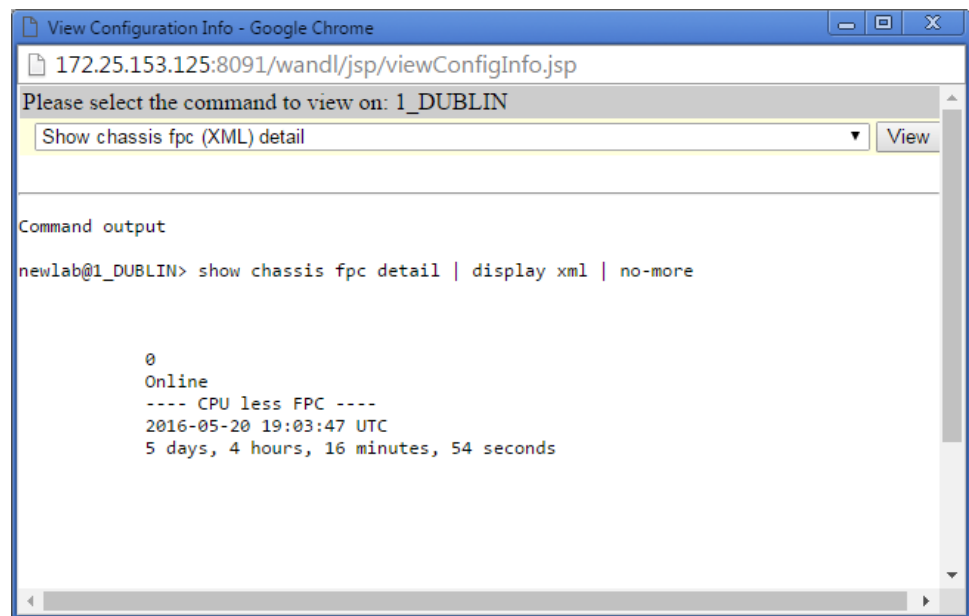 View Configuration Info - Google Chrome
172.25.153.125:8091/wandl/jsp/viewConfigInfo.jsp
Please select the command to view on: 1_DUBLIN
Show chassis fpc (XML) detail View
Command output
newlab@1_DUBLIN> show chassis fpc detail | display xml | no-more
0
Online
---- CPU less FPC ----
2016-05-20 19:03:47 UTC
5 days, 4 hours, 16 minutes, 54 seconds